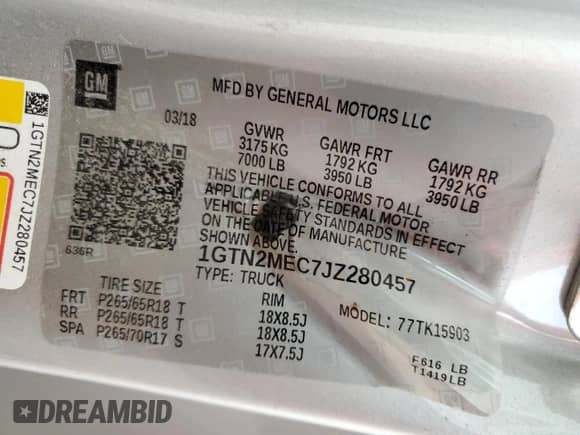 GM
MFD BY GENERAL MOTORS LLC
03/18
GVWR GAWR FRT GAWR RR
3175 KG 1792 KG 1792 KG
7000 LB 3950 LB 3950 LB
THIS VEHICLE CONFORMS TO ALL
APPLICABLE U.S. FEDERAL MOTOR
VEHICLE SAFETY STANDARDS IN EFFECT
ON THE DATE OF MANUFACTURE
SHOWN ABOVE.
636R
1GTN2MEC7JZ280457
TYPE: TRUCK
MODEL: 77TK15903
TIRE SIZE RIM
FRT P265/65R18 T 18X8.5J
RR P265/65R18 T 18X8.5J
SPA P265/70R17 S 17X7.5J
F616 LB
T1419LB
1GTN2MEC7JZ280457
DREAMBID